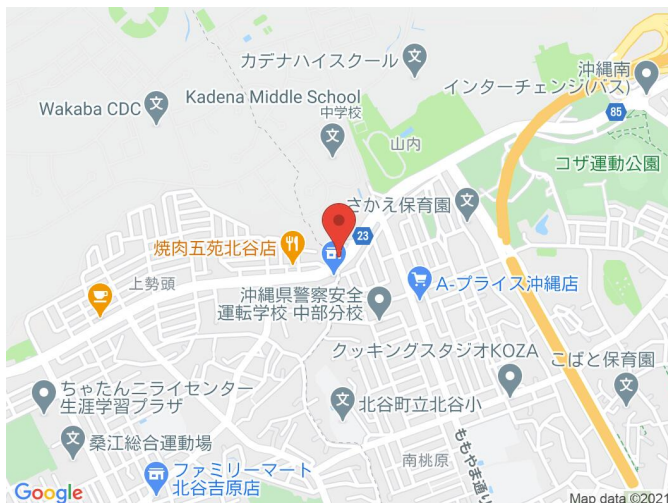 カデナハイスクール
沖縄南
インターチェンジ(バス)
Wakaba CDC
Kadena Middle School
中学校
85
山内
コザ運動公園
さかえ保育園
23
焼肉五苑北谷店
上勢頭
沖縄県警察安全
運転学校 中部分校
A-プライス沖縄店
クッキングスタジオKOZA
こばと保育園
ちゃたんニライセンター
生涯学習プラザ
北谷町立北谷小
桑江総合運動場
南桃原
ももやま通り
ファミリーマート
北谷吉原店
Google
Map data ©2021